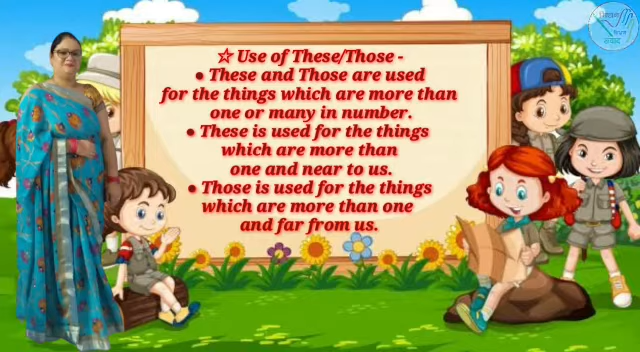 ☆ Use of These/Those -
● These and Those are used
for the things which are more than
one or many in number.
● These is used for the things
which are more than
one and near to us.
● Those is used for the things
which are more than one
and far from us.